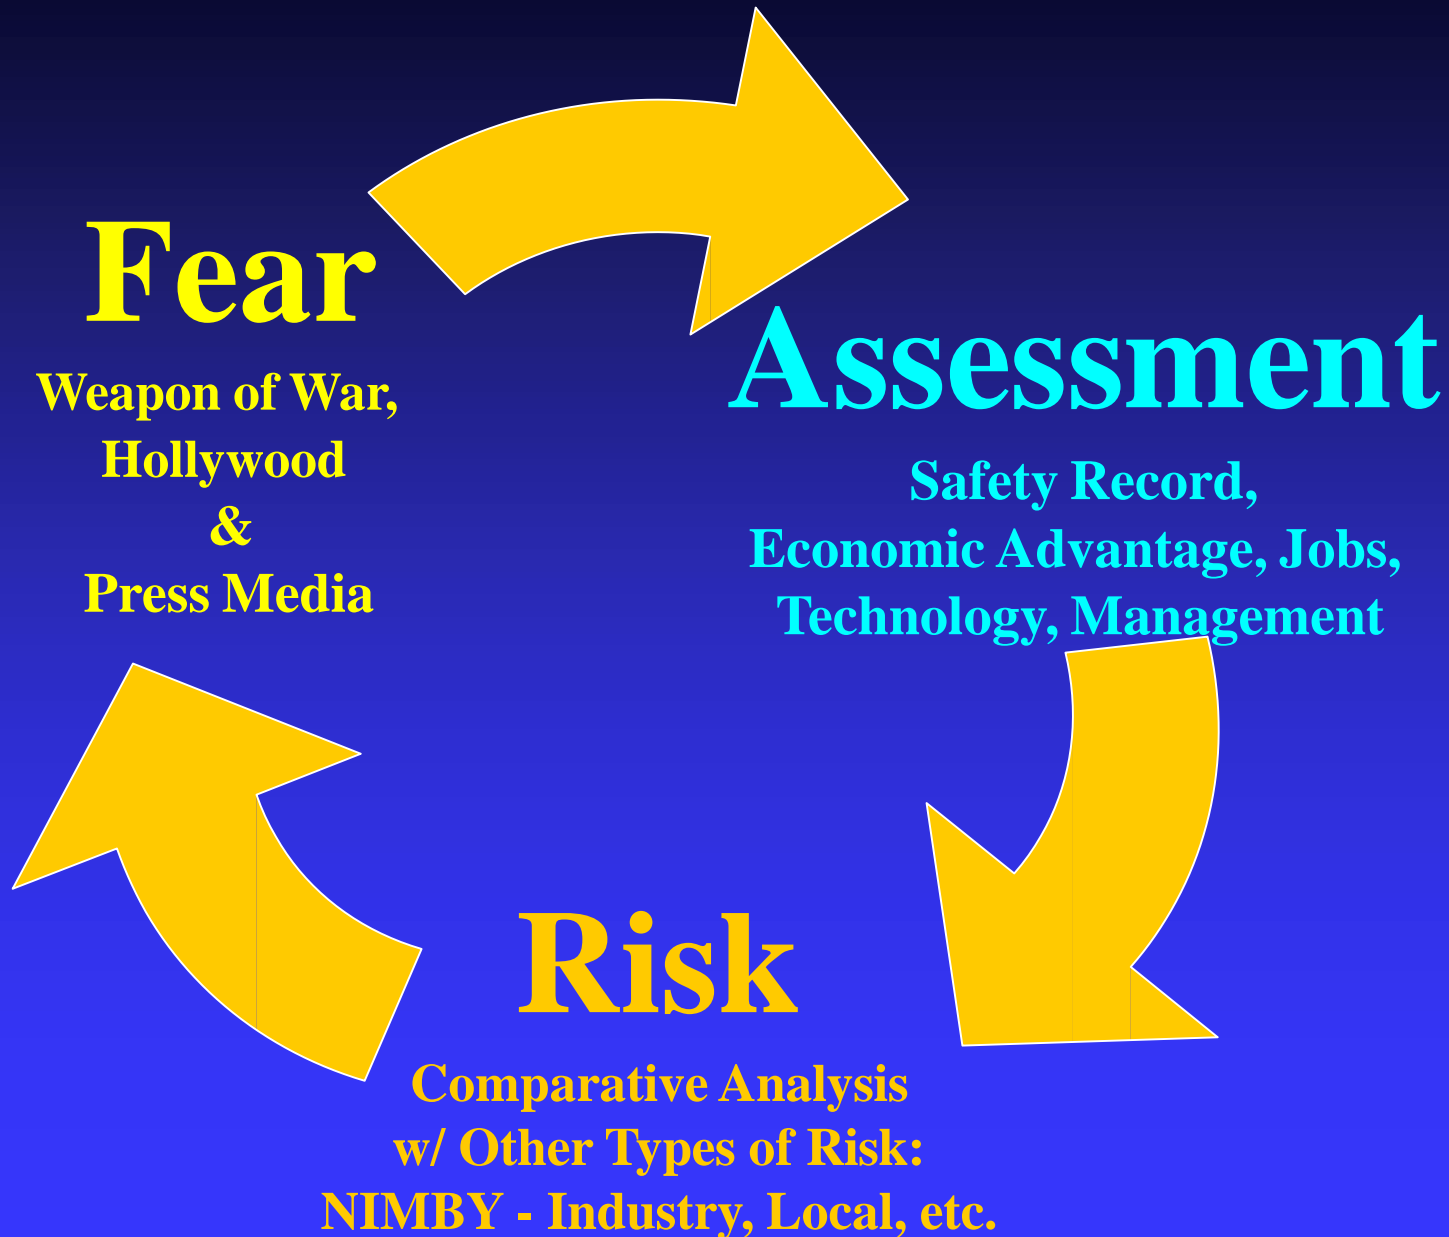 Fear
Weapon of War,
Hollywood
&
Press Media
Assessment
Safety Record,
Economic Advantage, Jobs,
Technology, Management
Risk
Comparative Analysis
w/ Other Types of Risk:
NIMBY - Industry, Local, etc.